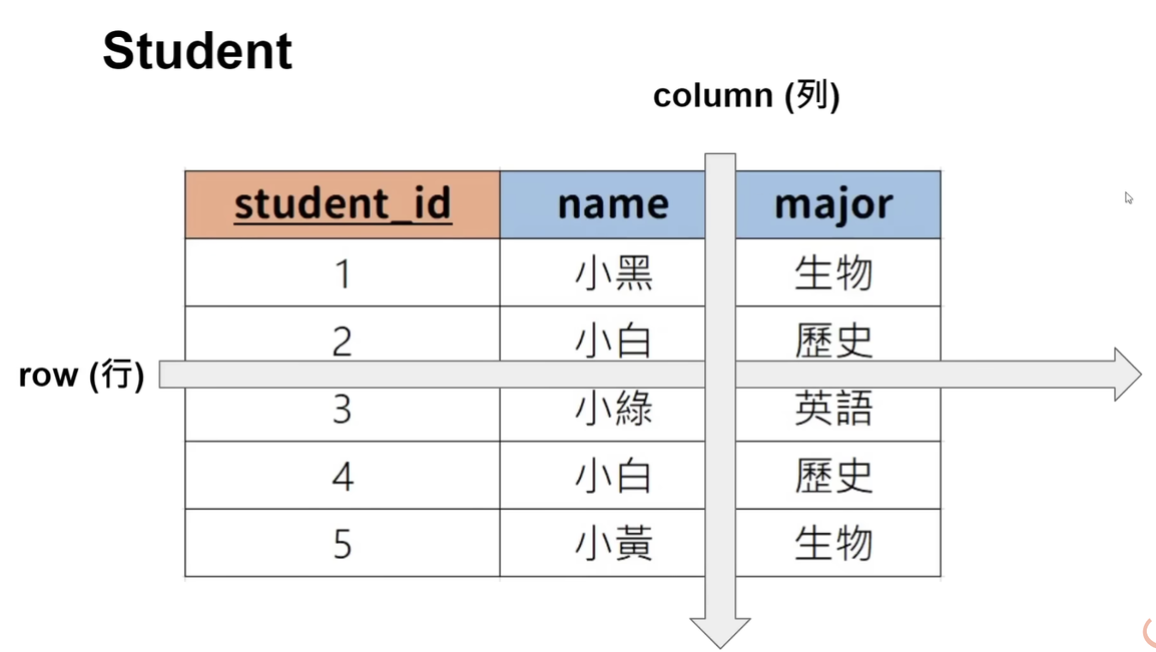 Student
column (列)
student_id name major
1 小黑 生物
2 小白 歷史
row (行)
3 小綠 英語
4 小白 歷史
5 小黃 生物